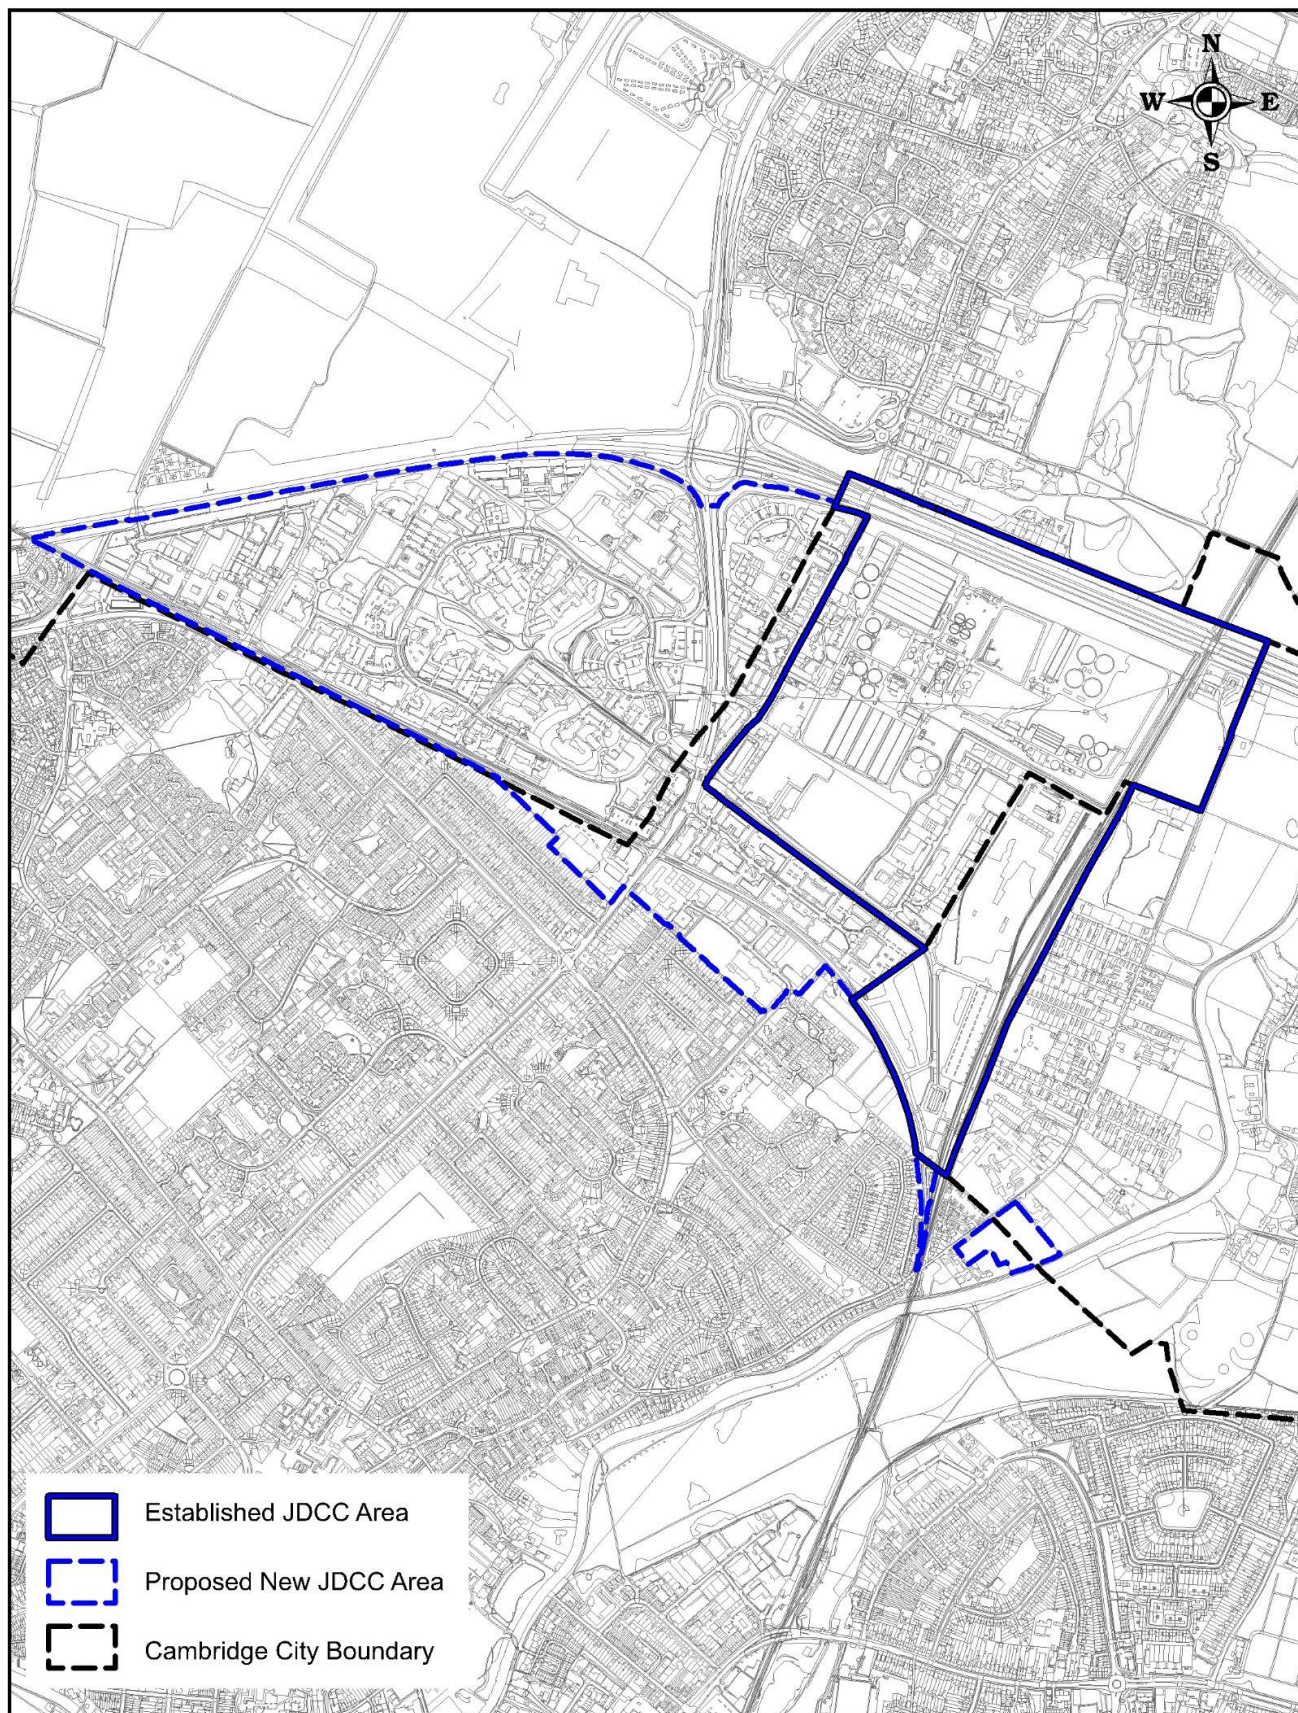 N
W E
S
Established JDCC Area
Proposed New JDCC Area
Cambridge City Boundary